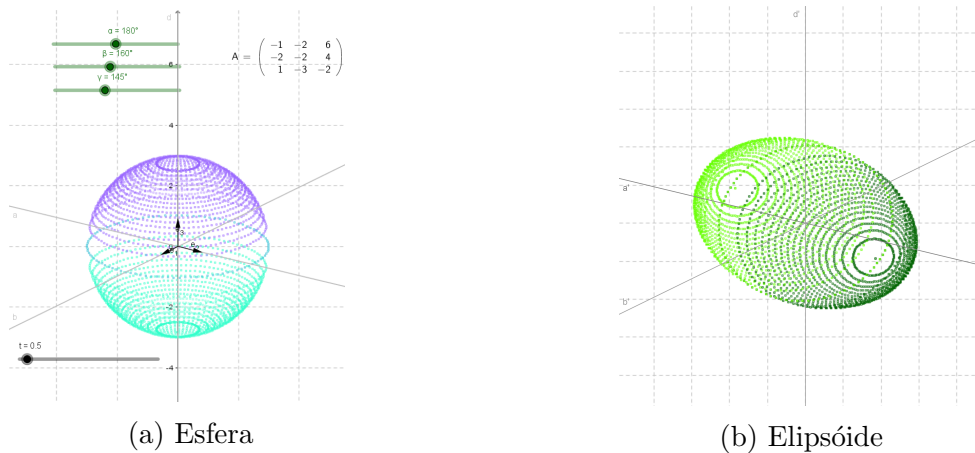 d
α = 180°
β = 160°
γ = 145°
A = ( -1 -2 6
-2 -2 4
1 -3 -2 )
6
4
2
0
-2
-4
a
b
t = 0.5
(a) Esfera
d'
a'
b'
(b) Elipsóide